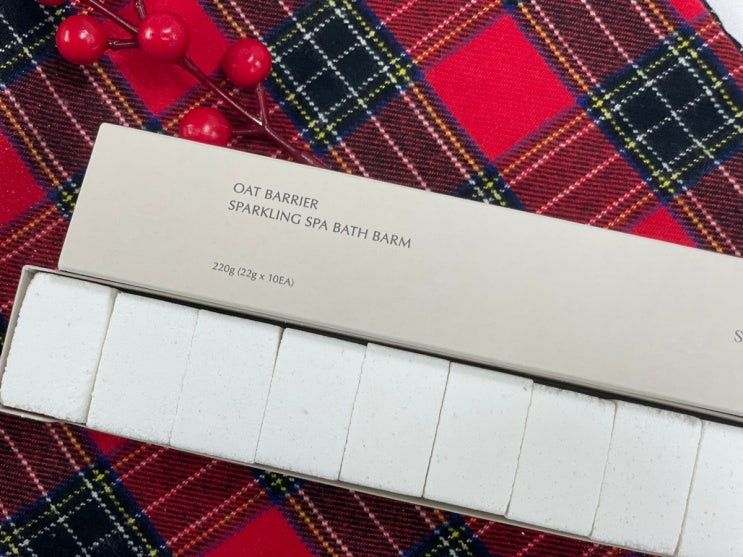 OAT BARRIER
SPARKLING SPA BATH BARM
220g (22g x 10EA)